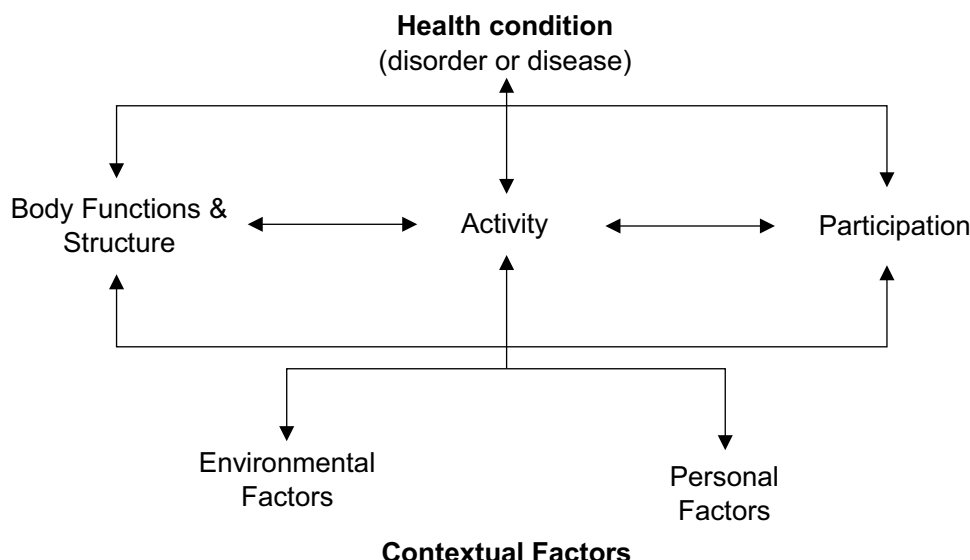 Health condition
(disorder or disease)
Body Functions &
Structure
Activity
Participation
Environmental
Factors
Personal
Factors
Contextual Factors